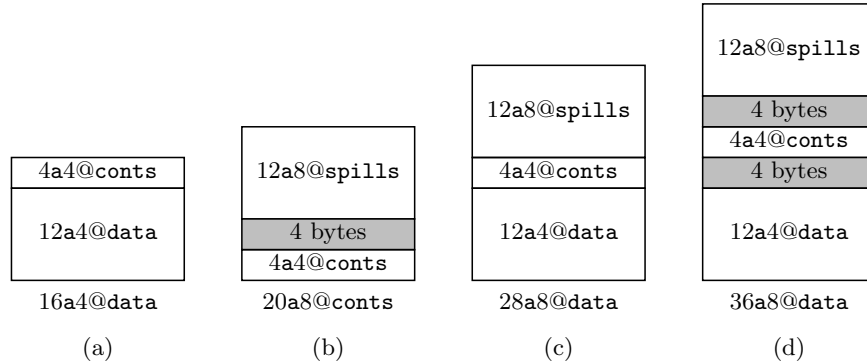 4a4@conts
12a4@data
16a4@data
(a)
12a8@spills
4 bytes
4a4@conts
20a8@conts
(b)
12a8@spills
4a4@conts
12a4@data
28a8@data
(c)
12a8@spills
4 bytes
4a4@conts
4 bytes
12a4@data
36a8@data
(d)